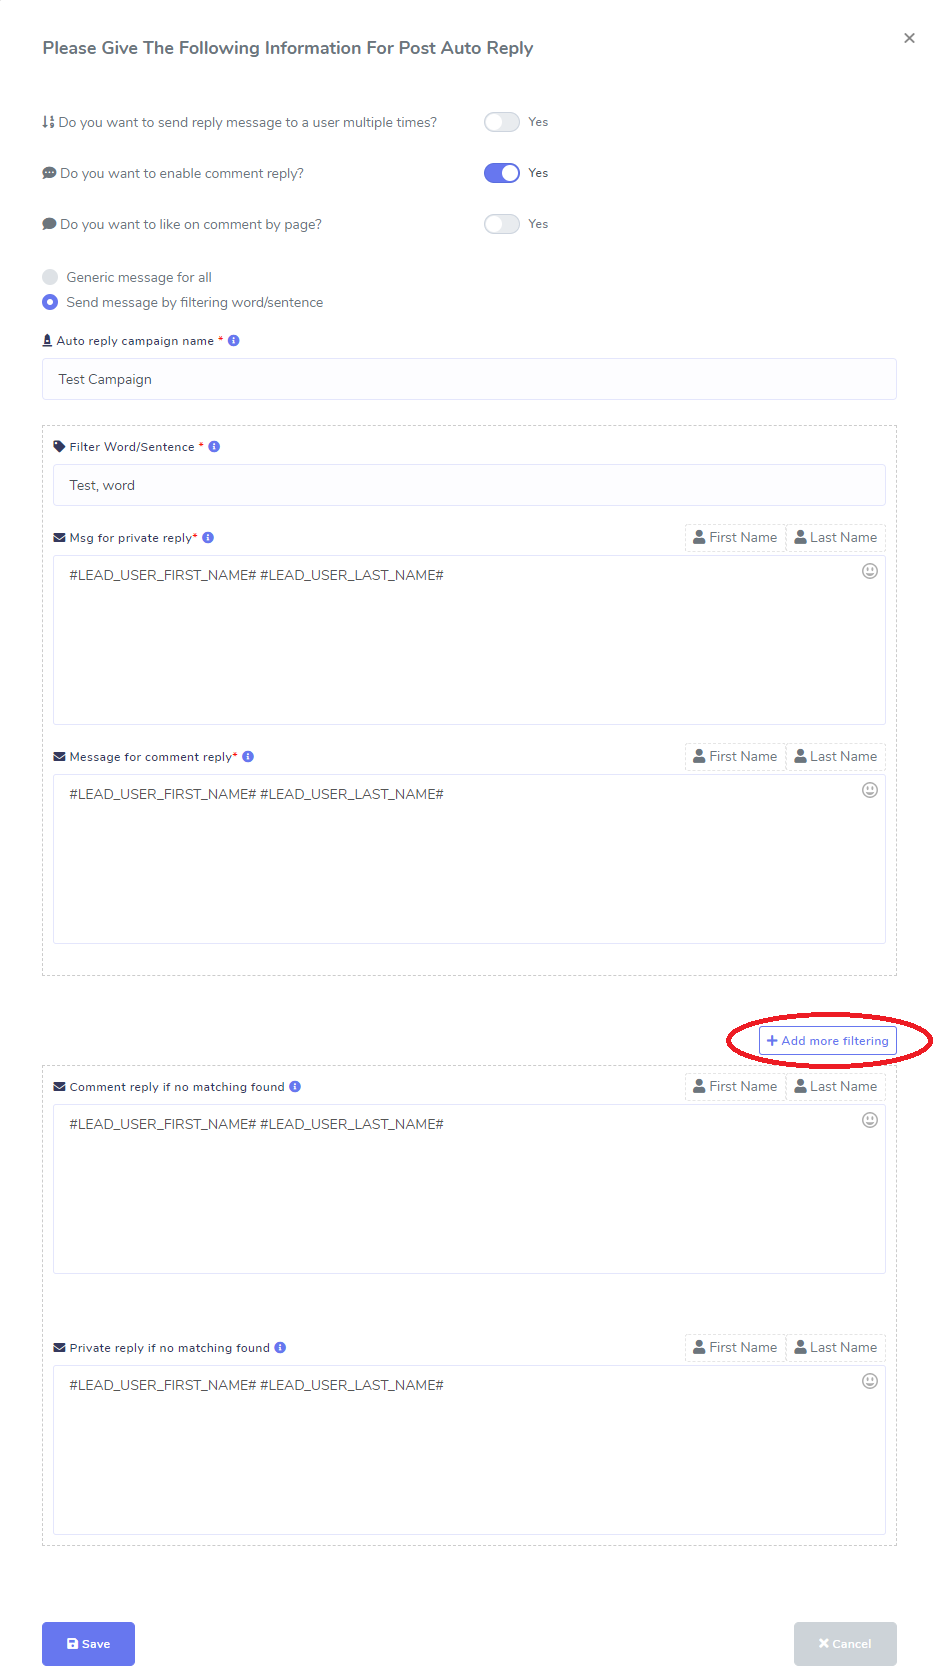 Please Give The Following Information For Post Auto Reply
Do you want to send reply message to a user multiple times? Yes
Do you want to enable comment reply? Yes
Do you want to like on comment by page? Yes
Generic message for all
Send message by filtering word/sentence
Auto reply campaign name *
Test Campaign
Filter Word/Sentence *
Test, word
Msg for private reply* First Name Last Name
#LEAD_USER_FIRST_NAME# #LEAD_USER_LAST_NAME#
Message for comment reply* First Name Last Name
#LEAD_USER_FIRST_NAME# #LEAD_USER_LAST_NAME#
Add more filtering
Comment reply if no matching found First Name Last Name
#LEAD_USER_FIRST_NAME# #LEAD_USER_LAST_NAME#
Private reply if no matching found First Name Last Name
#LEAD_USER_FIRST_NAME# #LEAD_USER_LAST_NAME#
Save Cancel